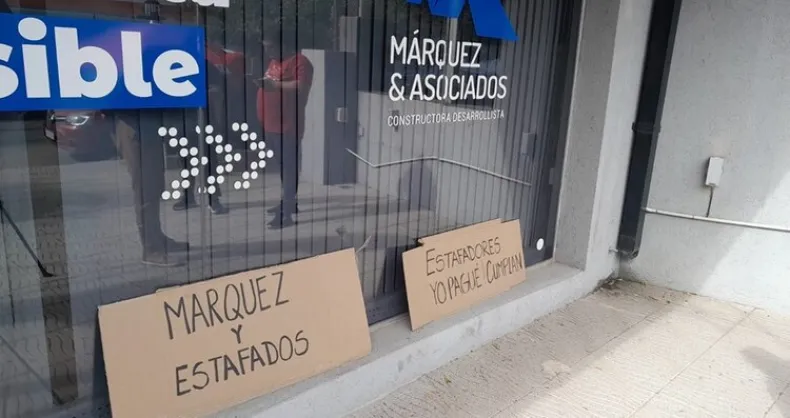 sible
MÁRQUEZ
& ASOCIADOS
CONSTRUCTORA DESARROLLISTA
MARQUEZ
Y
ESTAFADOS
ESTAFADORES
YO PAGUÉ CUMPLAN